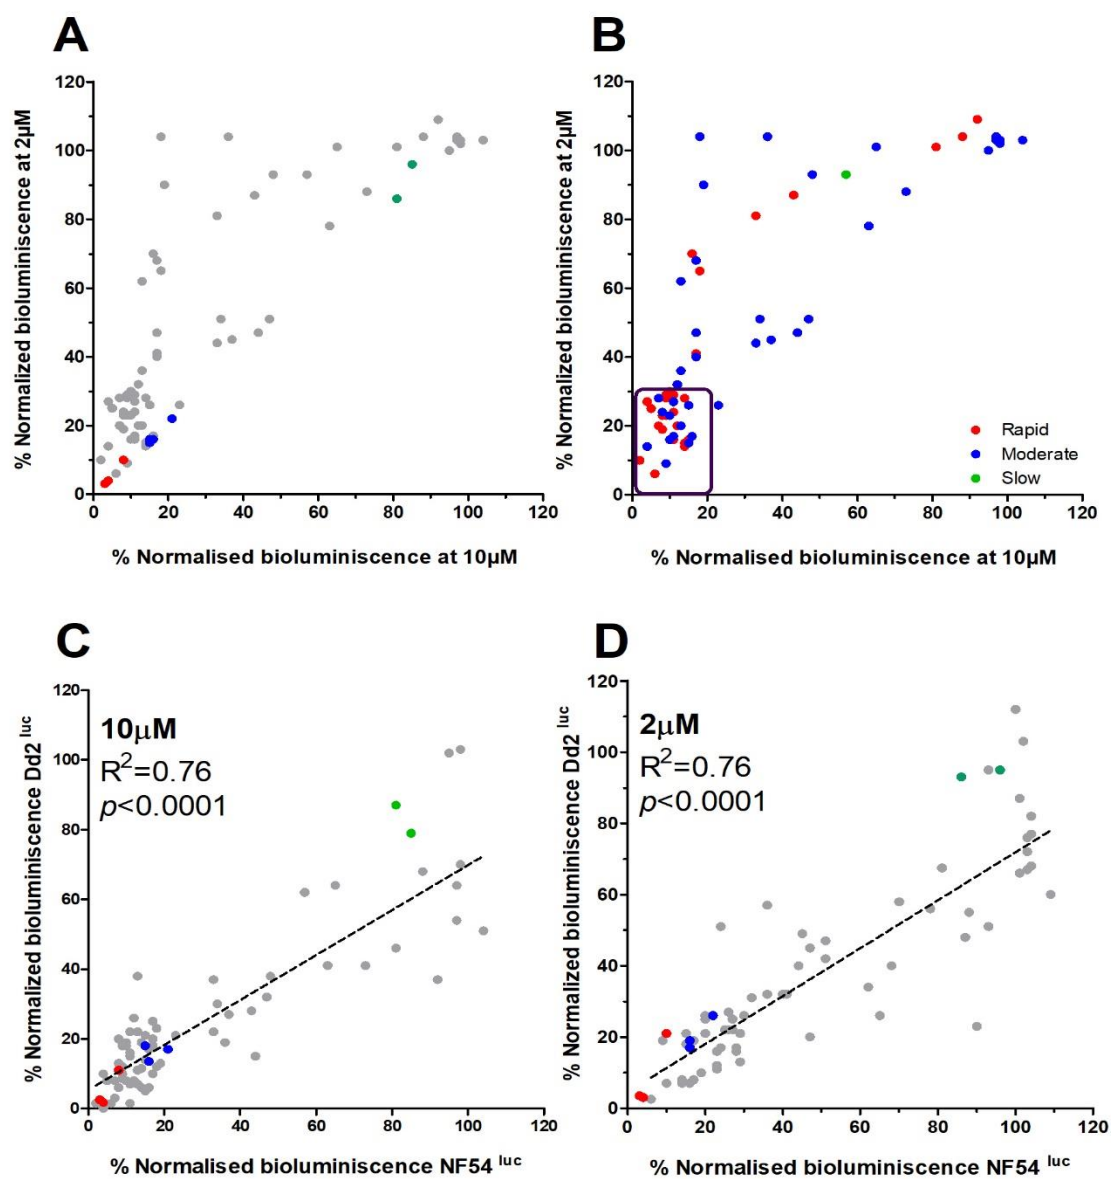 A
B
% Normalized bioluminiscence at 2µM
120
100
80
60
40
20
0
0 20 40 60 80 100 120
% Normalised bioluminiscence at 10µM
% Normalized bioluminiscence at 2µM
120
100
80
60
40
20
0
Rapid
Moderate
Slow
0 20 40 60 80 100 120
% Normalised bioluminiscence at 10µM
C
D
% Normalized bioluminiscence Dd2 luc
120
100
80
60
40
20
0
10µM
R²=0.76
p<0.0001
0 20 40 60 80 100 120
% Normalised bioluminiscence NF54 luc
% Normalized bioluminiscence Dd2 luc
120
100
80
60
40
20
0
2µM
R²=0.76
p<0.0001
0 20 40 60 80 100 120
% Normalised bioluminiscence NF54 luc